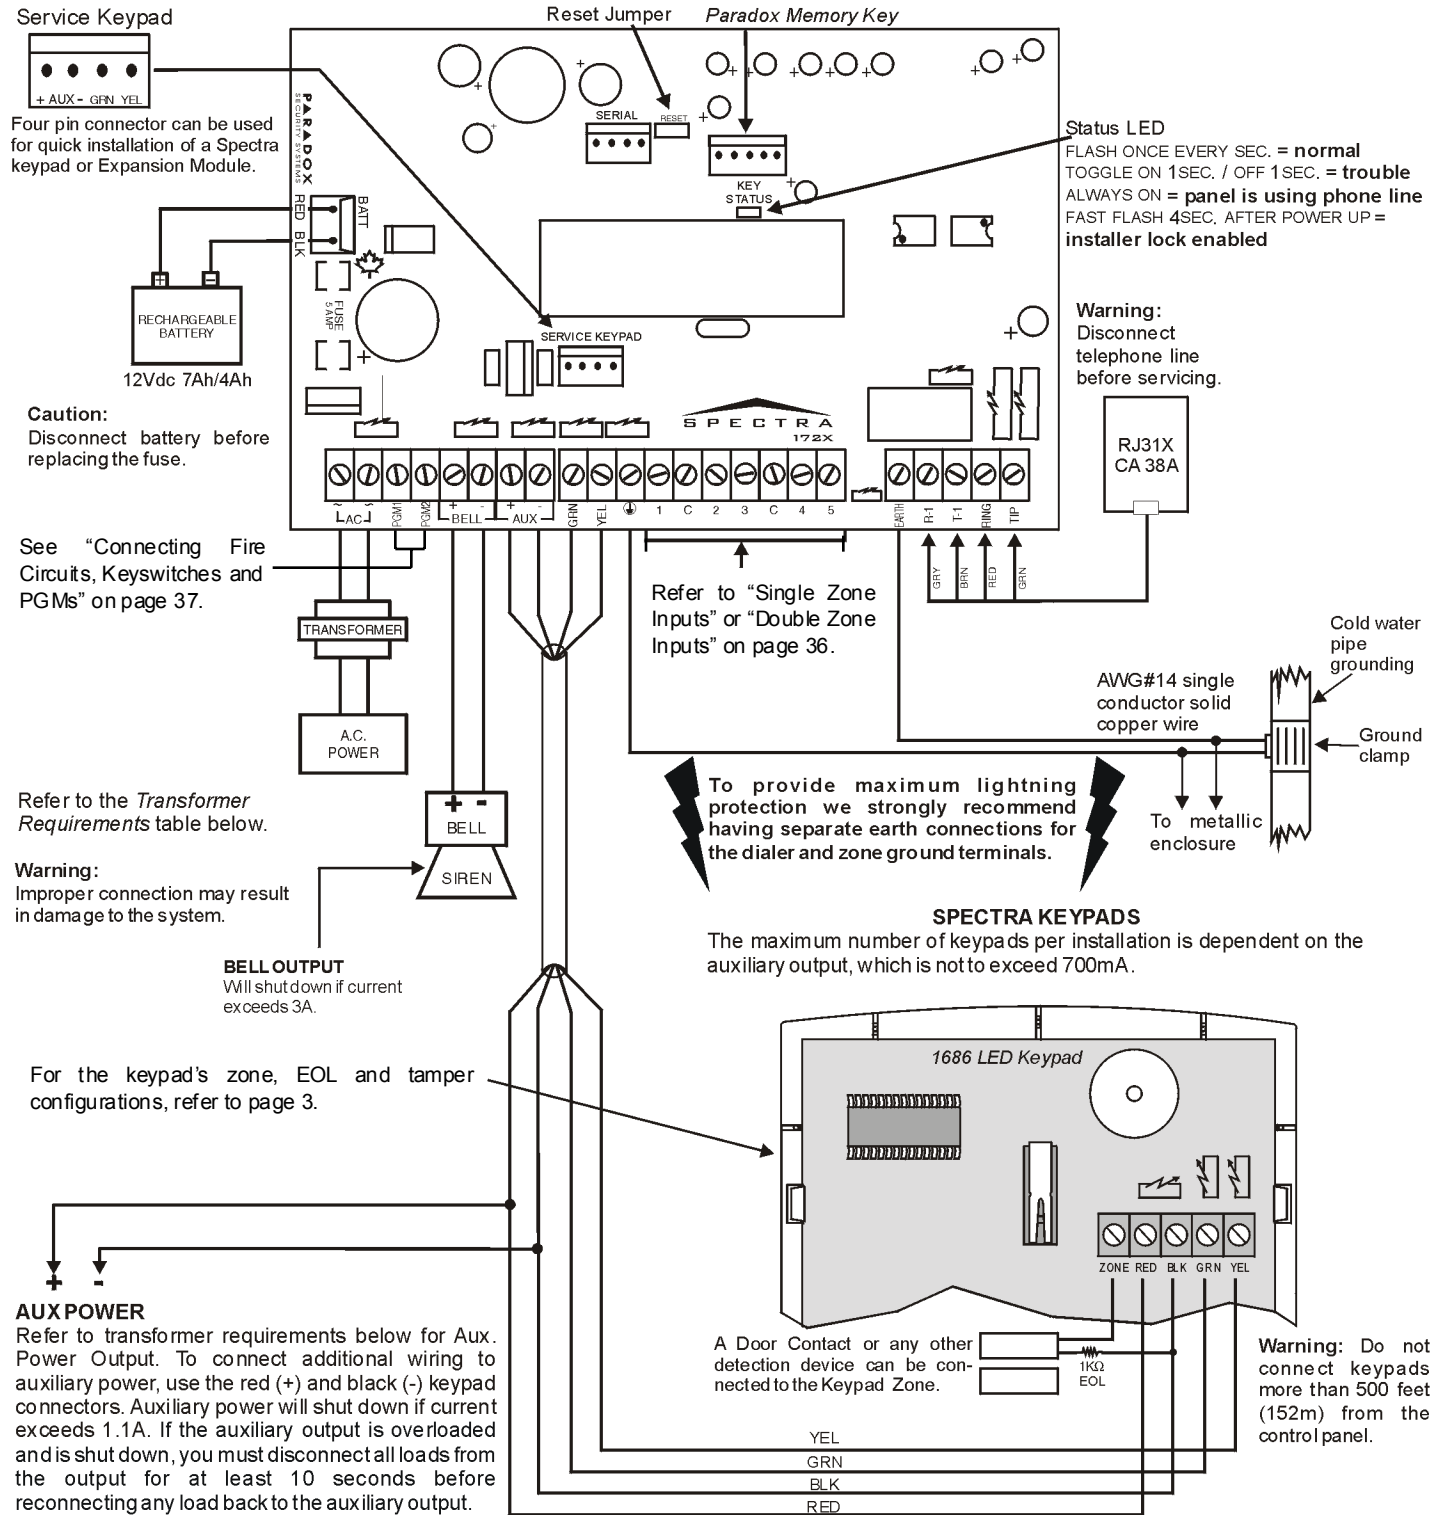 Service Keypad
+ AUX - GRN YEL
Four pin connector can be used
for quick installation of a Spectra
keypad or Expansion Module.
Reset Jumper
Paradox Memory Key
PARADOX
SECURITY SYSTEMS
SERIAL
RESET
KEY
STATUS
Status LED
FLASH ONCE EVERY SEC. = normal
TOGGLE ON 1SEC. / OFF 1SEC. = trouble
ALWAYS ON = panel is using phone line
FAST FLASH 4SEC. AFTER POWER UP =
installer lock enabled
RED
BLK
BATT
+ -
RECHARGEABLE
BATTERY
12Vdc 7Ah/4Ah
FUSE
5 AMP
SERVICE KEYPAD
Caution:
Disconnect battery before
replacing the fuse.
Warning:
Disconnect
telephone line
before servicing.
RJ31X
CA 38A
SPECTRA
172X
~ ~ + - + -
AC PGM1 PGM2 BELL AUX GRN YEL 1 C 2 3 C 4 5 EARTH R-1 T-1 RING TIP
GRY BRN RED GRN
See “Connecting Fire
Circuits, Keyswitches and
PGMs” on page 37.
TRANSFORMER
A.C.
POWER
Refer to “Single Zone
Inputs” or “Double Zone
Inputs” on page 36.
Cold water
pipe
grounding
AWG#14 single
conductor solid
copper wire
Ground
clamp
To metallic
enclosure
To provide maximum lightning
protection we strongly recommend
having separate earth connections for
the dialer and zone ground terminals.
Refer to the Transformer
Requirements table below.
Warning:
Improper connection may result
in damage to the system.
+ -
BELL
SIREN
BELL OUTPUT
Will shut down if current
exceeds 3A.
SPECTRA KEYPADS
The maximum number of keypads per installation is dependent on the
auxiliary output, which is not to exceed 700mA.
1686 LED Keypad
For the keypad’s zone, EOL and tamper
configurations, refer to page 3.
ZONE RED BLK GRN YEL
+ -
AUX POWER
Refer to transformer requirements below for Aux.
Power Output. To connect additional wiring to
auxiliary power, use the red (+) and black (-) keypad
connectors. Auxiliary power will shut down if current
exceeds 1.1A. If the auxiliary output is overloaded
and is shut down, you must disconnect all loads from
the output for at least 10 seconds before
reconnecting any load back to the auxiliary output.
A Door Contact or any other
detection device can be con-
nected to the Keypad Zone.
1KΩ
EOL
Warning: Do not
connect keypads
more than 500 feet
(152m) from the
control panel.
YEL
GRN
BLK
RED